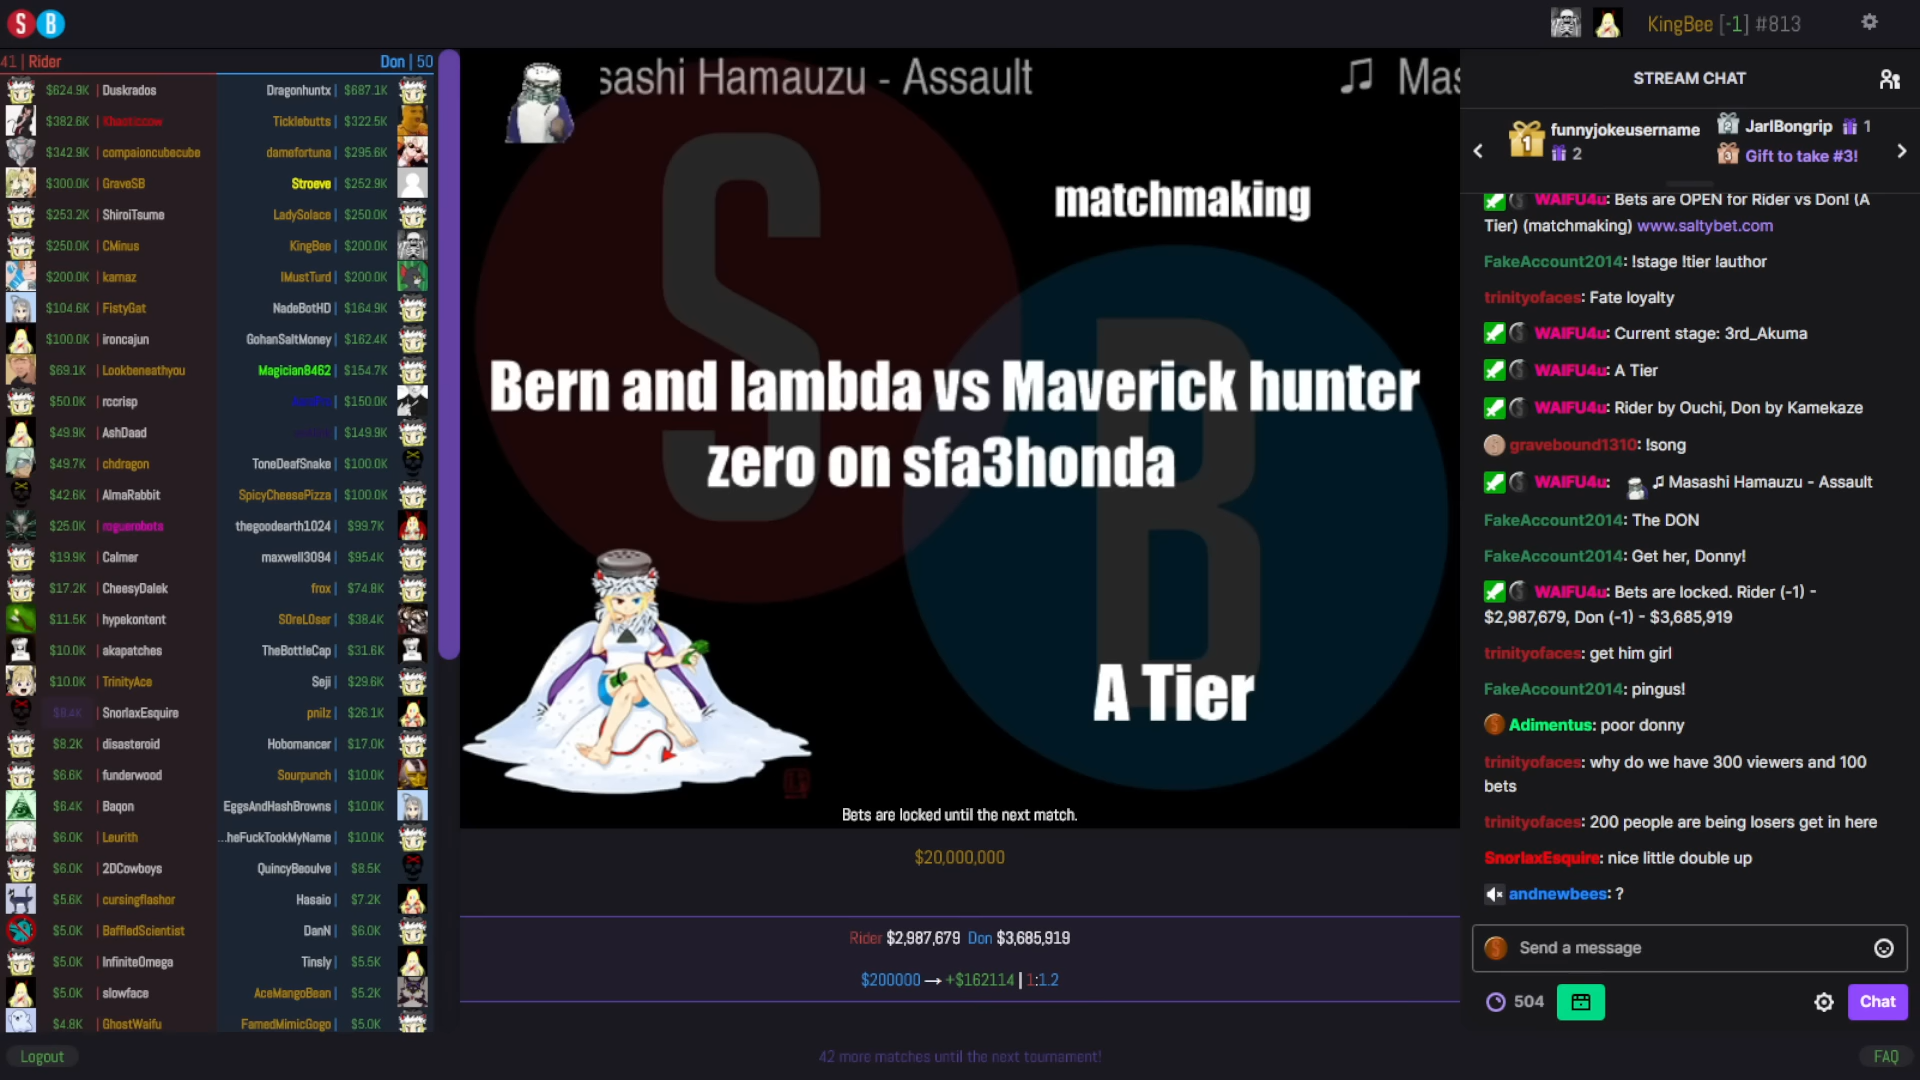 S B
KingBee [-1] #813
41 | Rider
Don | 50
$624.9K | Duskrados
Dragonhuntx | $687.1K
$382.6K | Khaoticcow
Ticklebutts | $322.5K
$342.9K | compaioncubecube
damefortuna | $295.6K
$300.0K | GraveSB
Stroeve | $252.9K
$253.2K | ShiroiTsume
LadySolace | $250.0K
$250.0K | CMinus
KingBee | $200.0K
$200.0K | karnaz
IMustTurd | $200.0K
$104.6K | FistyGat
NadeBotHD | $164.9K
$100.0K | ironcajun
GohanSaltMoney | $162.4K
$69.1K | Lookbeneathyou
Magician8462 | $154.7K
$50.0K | rccrisp
| $150.0K
$49.9K | AshDaad
| $149.9K
$49.7K | chdragon
ToneDeafSnake | $100.0K
$42.6K | AlmaRabbit
SpicyCheesePizza | $100.0K
$25.0K | roguerobots
thegoodearth1024 | $99.7K
$19.9K | Calmer
maxwell3094 | $95.4K
$17.2K | CheesyDalek
frox | $74.8K
$11.5K | hypekontent
S0reL0ser | $38.4K
$10.0K | akapatches
TheBottleCap | $31.6K
$10.0K | TrinityAce
Seji | $29.6K
$8.4K | SnorlaxEsquire
pnilz | $26.1K
$8.2K | disasteroid
Hobomancer | $17.0K
$6.6K | funderwood
Sourpunch | $10.0K
$6.4K | Baqon
EggsAndHashBrowns | $10.0K
$6.0K | Leurith
...heFuckTookMyName | $10.0K
$6.0K | 2DCowboys
QuincyBeoulve | $8.5K
$5.6K | cursingflashor
Hasaio | $7.2K
$5.0K | BaffledScientist
DanN | $6.0K
$5.0K | InfiniteOmega
Tinsly | $5.5K
$5.0K | slowface
AceMangoBean | $5.2K
$4.8K | GhostWaifu
FamedMimicGogo | $5.0K
Logout
sashi Hamauzu - Assault ♫ Mas
matchmaking
S
B
Bern and lambda vs Maverick hunter
zero on sfa3honda
A Tier
Bets are locked until the next match.
$20,000,000
Rider $2,987,679 Don $3,685,919
$200000 → +$162114 | 1:1.2
42 more matches until the next tournament!
STREAM CHAT
1 funnyjokeusername
2
2 JarlBongrip 1
3 Gift to take #3!
WAIFU4u: Bets are OPEN for Rider vs Don! (A
Tier) (matchmaking) www.saltybet.com
FakeAccount2014: !stage !tier !author
trinityofaces: Fate loyalty
WAIFU4u: Current stage: 3rd_Akuma
WAIFU4u: A Tier
WAIFU4u: Rider by Ouchi, Don by Kamekaze
gravebound1310: !song
WAIFU4u: ♫ Masashi Hamauzu - Assault
FakeAccount2014: The DON
FakeAccount2014: Get her, Donny!
WAIFU4u: Bets are locked. Rider (-1) -
$2,987,679, Don (-1) - $3,685,919
trinityofaces: get him girl
FakeAccount2014: pingus!
Adimentus: poor donny
trinityofaces: why do we have 300 viewers and 100
bets
trinityofaces: 200 people are being losers get in here
SnorlaxEsquire: nice little double up
andnewbees: ?
Send a message
504
Chat
FAQ